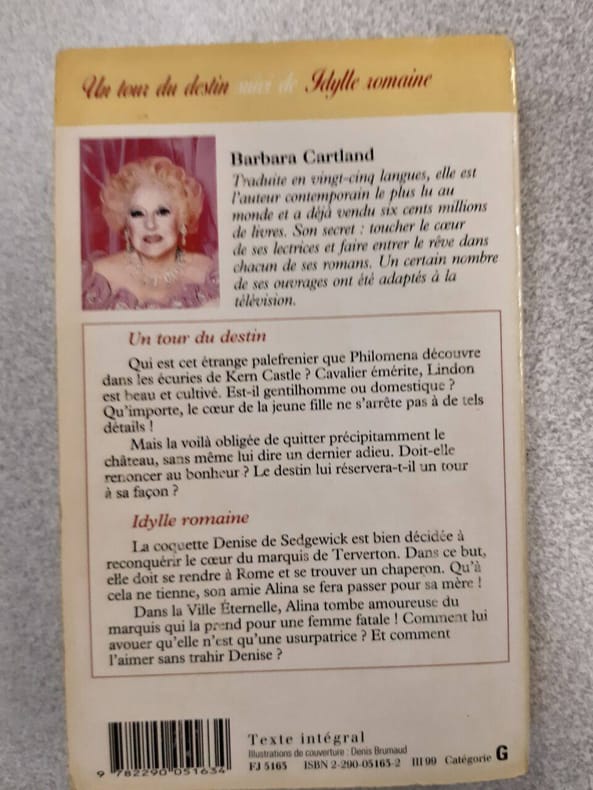 Un tour du destin suivi de Idylle romaine
Barbara Cartland
Traduite en vingt-cinq langues, elle est
l'auteur contemporain le plus lu au
monde et a déjà vendu six cents millions
de livres. Son secret : toucher le cœur
de ses lectrices et faire entrer le rêve dans
chacun de ses romans. Un certain nombre
de ses ouvrages ont été adaptés à la
télévision.
Un tour du destin
Qui est cet étrange palefrenier que Philomena découvre
dans les écuries de Kern Castle ? Cavalier émérite, Lindon
est beau et cultivé. Est-il gentilhomme ou domestique ?
Qu'importe, le cœur de la jeune fille ne s'arrête pas à de tels
détails !
Mais la voilà obligée de quitter précipitamment le
château, sans même lui dire un dernier adieu. Doit-elle
renoncer au bonheur ? Le destin lui réservera-t-il un tour
à sa façon ?
Idylle romaine
La coquette Denise de Sedgewick est bien décidée à
reconquérir le cœur du marquis de Terverton. Dans ce but,
elle doit se rendre à Rome et se trouver un chaperon. Qu'à
cela ne tienne, son amie Alina se fera passer pour sa mère !
Dans la Ville Éternelle, Alina tombe amoureuse du
marquis qui la prend pour une femme fatale ! Comment lui
avouer qu'elle n'est qu'une usurpatrice ? Et comment
l'aimer sans trahir Denise ?
Texte intégral
Illustrations de couverture : Denis Brumaud
FJ 5165 ISBN 2-290-05163-2 III 99 Catégorie G
9 782290 051634